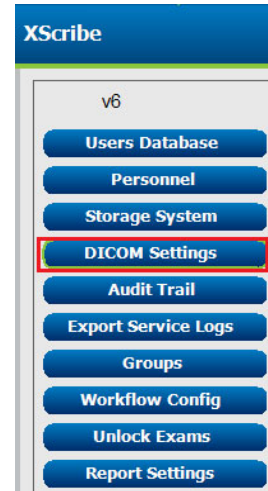 XScribe
v6
Users Database
Personnel
Storage System
DICOM Settings
Audit Trail
Export Service Logs
Groups
Workflow Config
Unlock Exams
Report Settings